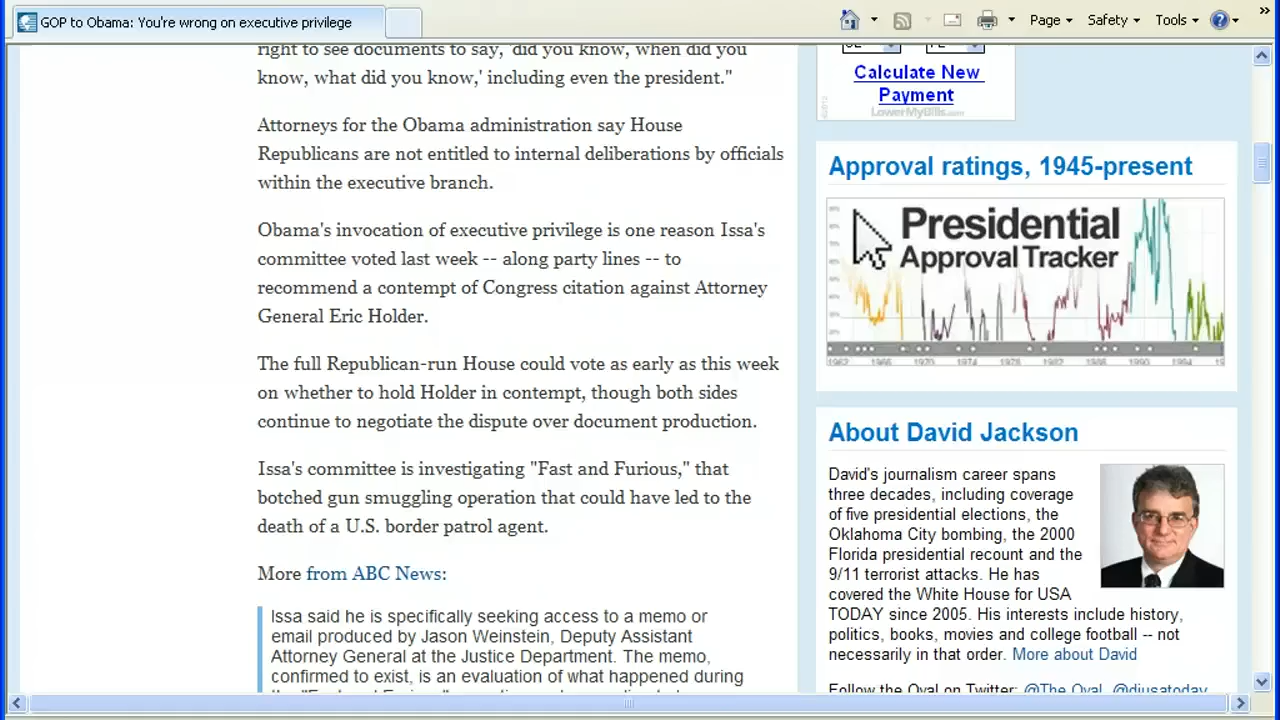 GOP to Obama: You're wrong on executive privilege
Page
Safety
Tools
right to see documents to say, 'did you know, when did you
know, what did you know,' including even the president."
Attorneys for the Obama administration say House
Republicans are not entitled to internal deliberations by officials
within the executive branch.
Obama's invocation of executive privilege is one reason Issa's
committee voted last week -- along party lines -- to
recommend a contempt of Congress citation against Attorney
General Eric Holder.
The full Republican-run House could vote as early as this week
on whether to hold Holder in contempt, though both sides
continue to negotiate the dispute over document production.
Issa's committee is investigating "Fast and Furious," that
botched gun smuggling operation that could have led to the
death of a U.S. border patrol agent.
More from ABC News:
Issa said he is specifically seeking access to a memo or
email produced by Jason Weinstein, Deputy Assistant
Attorney General at the Justice Department. The memo,
confirmed to exist, is an evaluation of what happened during
Calculate New
Payment
LowerMyBills.com
Approval ratings, 1945-present
Presidential
Approval Tracker
1962 1966 1970 1974 1978 1982 1986 1990 1994
About David Jackson
David's journalism career spans
three decades, including coverage
of five presidential elections, the
Oklahoma City bombing, the 2000
Florida presidential recount and the
9/11 terrorist attacks. He has
covered the White House for USA
TODAY since 2005. His interests include history,
politics, books, movies and college football -- not
necessarily in that order. More about David
Follow the Oval on Twitter: @The_Oval, @djusatoday